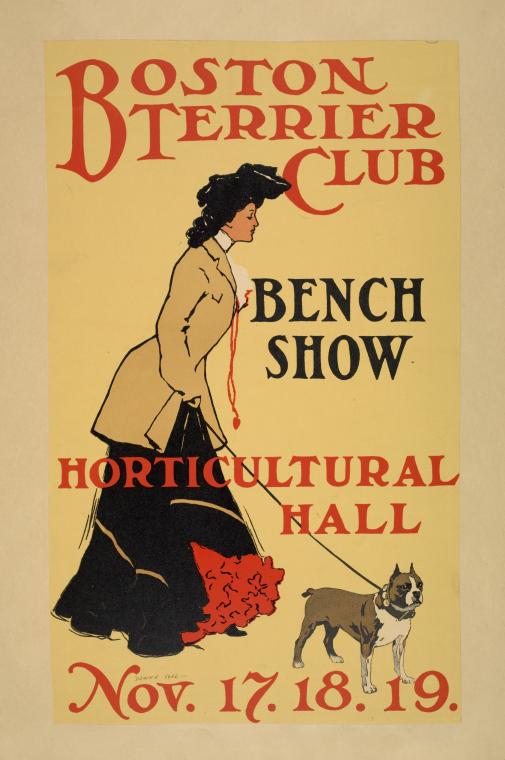 BOSTON
TERRIER
CLUB
BENCH
SHOW
HORTICULTURAL
HALL
Nov. 17. 18. 19.